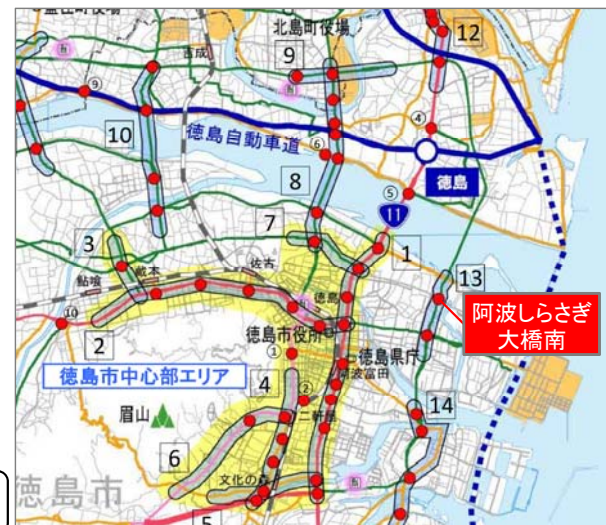 北島町役場
12
9
吉成
⑨
④
10
徳島自動車道
⑥
徳島
8
⑤
11
7
3
1
佐古
鮎喰
蔵本
13
徳島
阿波しらさぎ
大橋南
⑩
2
徳島市役所
①
徳島県庁
阿波富田
徳島市中心部エリア
4
②
14
眉山
二軒屋
6
文化の森
徳島市
5